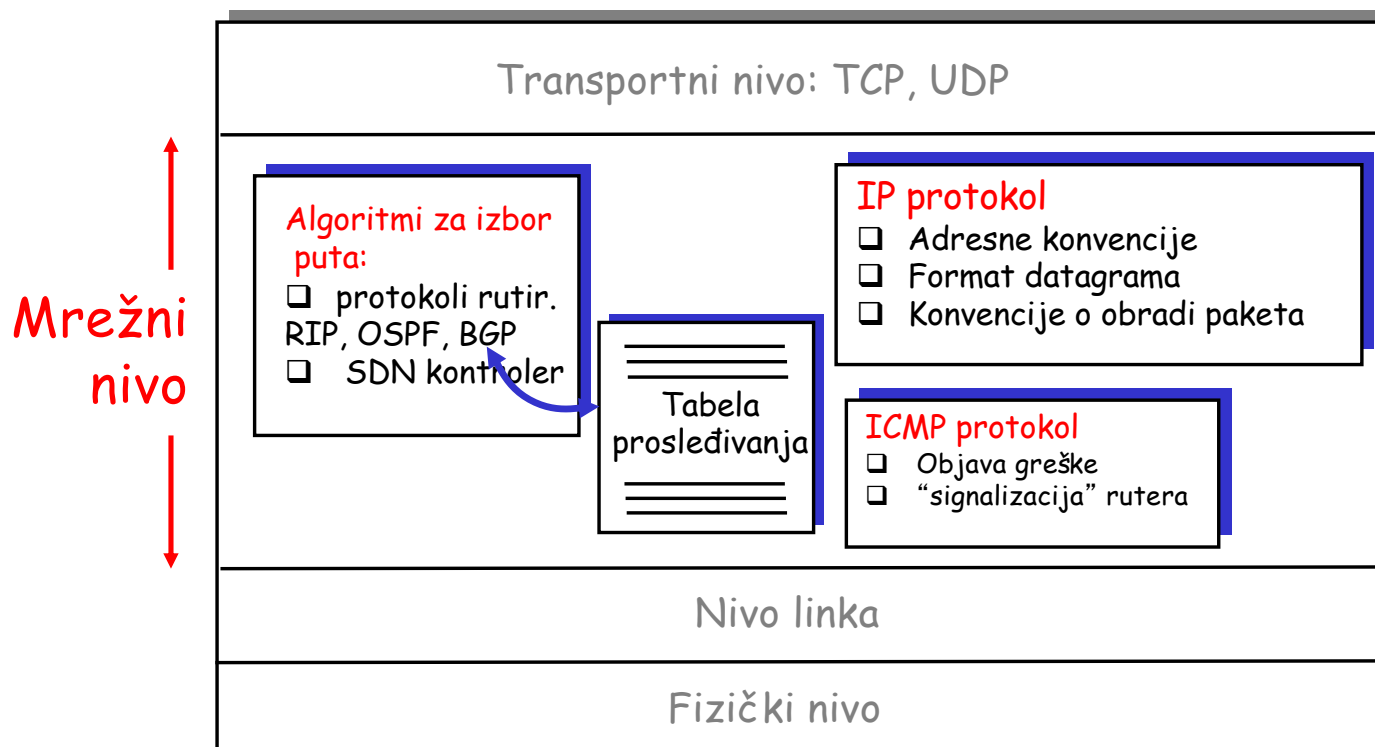 Transportni nivo: TCP, UDP
Mrežni
nivo
Algoritmi za izbor
puta:
❑ protokoli rutir.
RIP, OSPF, BGP
❑ SDN kontroler
Tabela
prosleđivanja
IP protokol
❑ Adresne konvencije
❑ Format datagrama
❑ Konvencije o obradi paketa
ICMP protokol
❑ Objava greške
❑ “signalizacija” rutera
Nivo linka
Fizički nivo